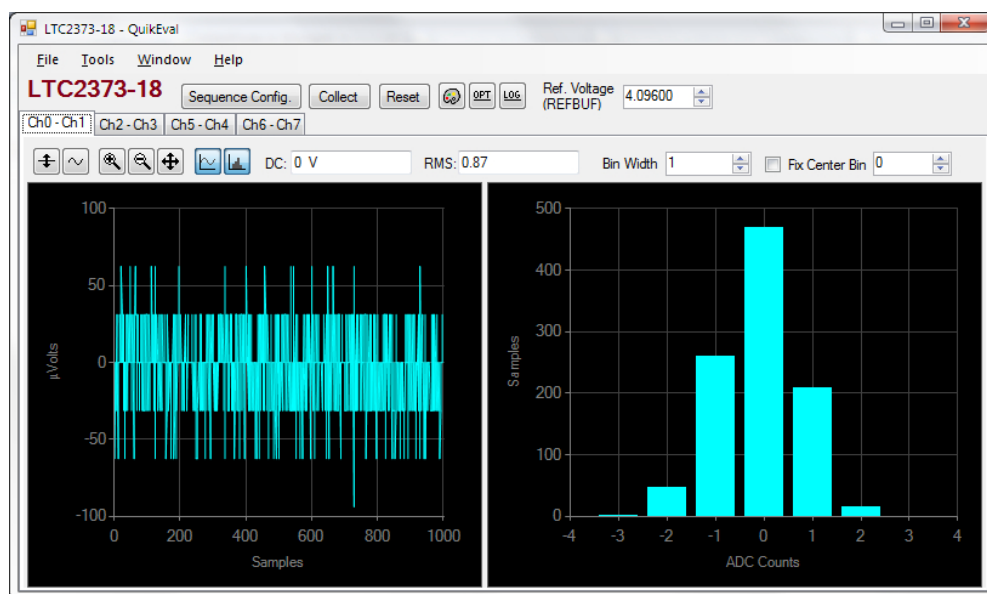 LTC2373-18 - QuikEval
File Tools Window Help
LTC2373-18 Sequence Config. Collect Reset OPT LOG Ref. Voltage (REFBUF) 4.09600
Ch0 - Ch1 Ch2 - Ch3 Ch5 - Ch4 Ch6 - Ch7
DC: 0 V RMS: 0.87 Bin Width 1 Fix Center Bin 0
100
50
0
-50
-100
µVolts
0 200 400 600 800 1000
Samples
500
400
300
200
100
0
Samples
-4 -3 -2 -1 0 1 2 3 4
ADC Counts